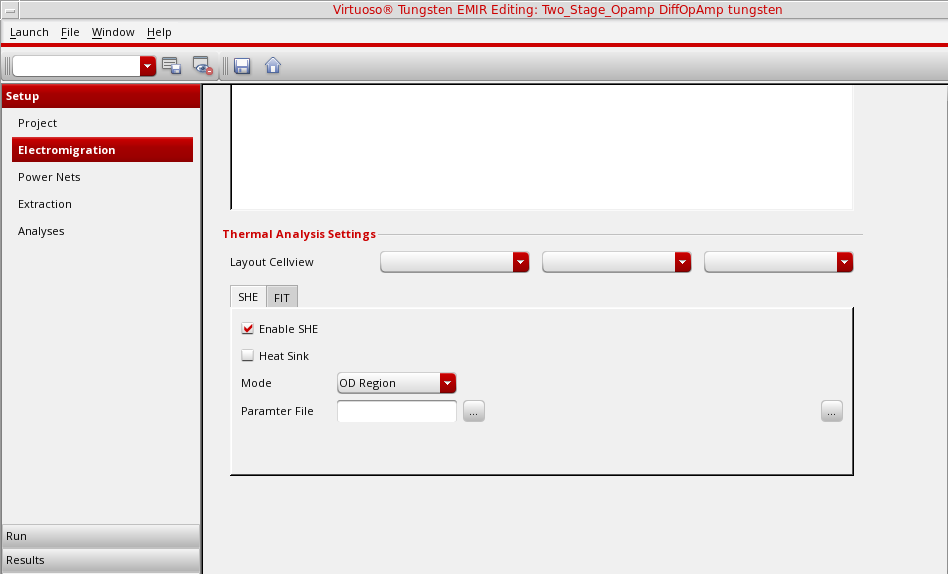 Virtuoso® Tungsten EMIR Editing: Two_Stage_Opamp DiffOpAmp tungsten
Launch File Window Help
Setup
Project
Electromigration
Power Nets
Extraction
Analyses
Run
Results
Thermal Analysis Settings
Layout Cellview
SHE FIT
Enable SHE
Heat Sink
Mode OD Region
Paramter File ... ...